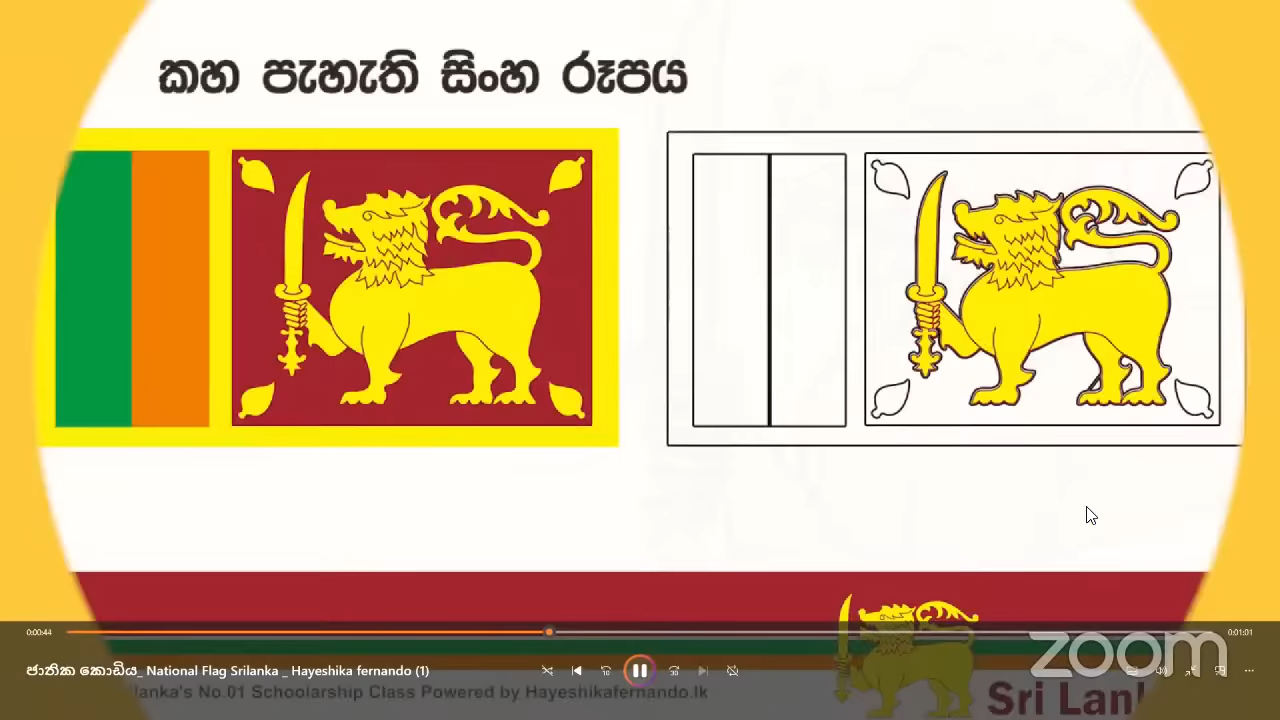 කහ පැහැති සිංහ රූපය
0:00:44
0:01:01
ජාතික කොඩිය_ National Flag Srilanka _ Hayeshika fernando (1)
zoom
lanka's No.01 Schoolarship Class Powered by Hayeshikafernando.lk
Sri Lan